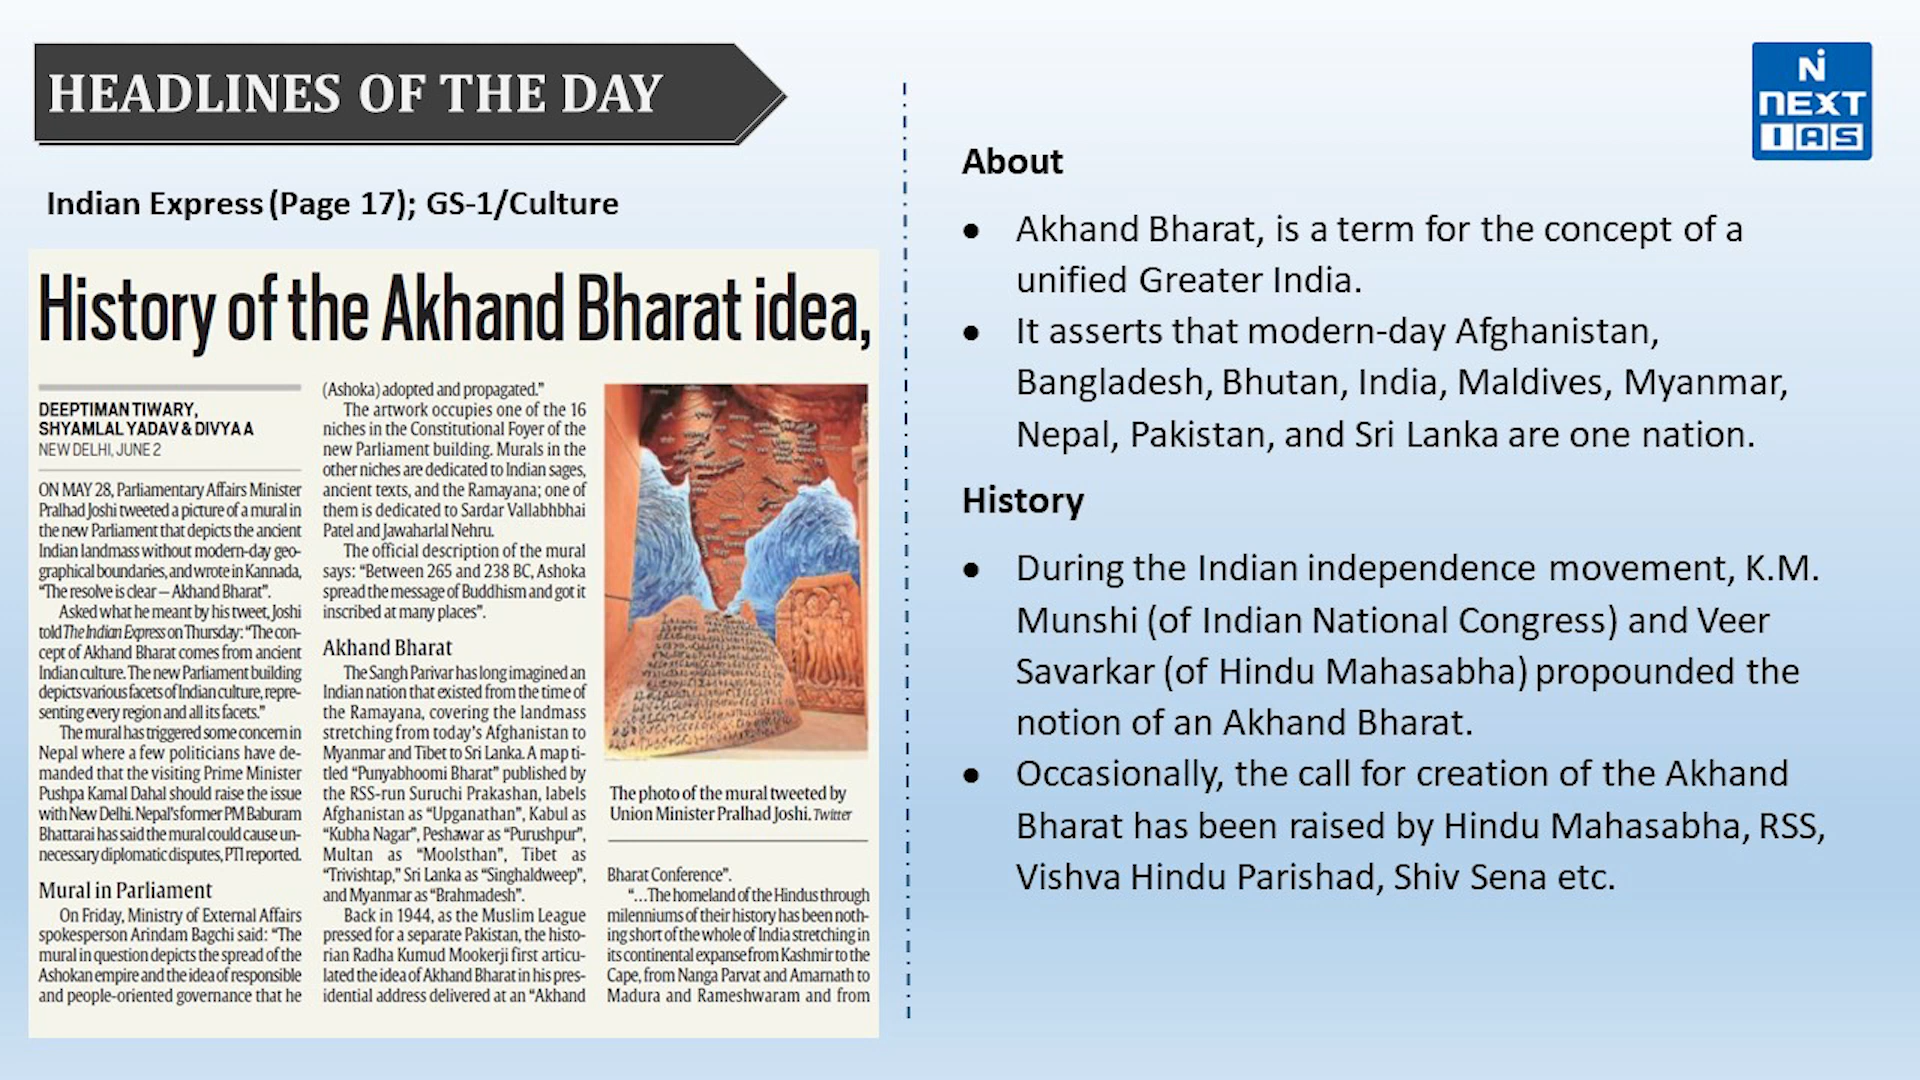 HEADLINES OF THE DAY
Indian Express (Page 17); GS-1/Culture
History of the Akhand Bharat idea,
DEEPTIMAN TIWARY,
SHYAMLAL YADAV & DIVYA A
NEW DELHI, JUNE 2
ON MAY 28, Parliamentary Affairs Minister
Pralhad Joshi tweeted a picture of a mural in
the new Parliament that depicts the ancient
Indian landmass without modern-day geo-
graphical boundaries, and wrote in Kannada,
"The resolve is clear — Akhand Bharat".
Asked what he meant by his tweet, Joshi
told The Indian Express on Thursday: "The con-
cept of Akhand Bharat comes from ancient
Indian culture. The new Parliament building
depicts various facets of Indian culture, repre-
senting every region and all its facets."
The mural has triggered some concern in
Nepal where a few politicians have de-
manded that the visiting Prime Minister
Pushpa Kamal Dahal should raise the issue
with New Delhi. Nepal's former PM Baburam
Bhattarai has said the mural could cause un-
necessary diplomatic disputes, PTI reported.
Mural in Parliament
On Friday, Ministry of External Affairs
spokesperson Arindam Bagchi said: "The
mural in question depicts the spread of the
Ashokan empire and the idea of responsible
and people-oriented governance that he
(Ashoka) adopted and propagated."
The artwork occupies one of the 16
niches in the Constitutional Foyer of the
new Parliament building. Murals in the
other niches are dedicated to Indian sages,
ancient texts, and the Ramayana; one of
them is dedicated to Sardar Vallabhbhai
Patel and Jawaharlal Nehru.
The official description of the mural
says: "Between 265 and 238 BC, Ashoka
spread the message of Buddhism and got it
inscribed at many places".
Akhand Bharat
The Sangh Parivar has long imagined an
Indian nation that existed from the time of
the Ramayana, covering the landmass
stretching from today's Afghanistan to
Myanmar and Tibet to Sri Lanka. A map ti-
tled "Punyabhoomi Bharat" published by
the RSS-run Suruchi Prakashan, labels
Afghanistan as "Upganathan", Kabul as
"Kubha Nagar", Peshawar as "Purushpur",
Multan as "Moolsthan", Tibet as
"Trivishtap," Sri Lanka as "Singhaldweep",
and Myanmar as "Brahmadesh".
Back in 1944, as the Muslim League
pressed for a separate Pakistan, the histo-
rian Radha Kumud Mookerji first articu-
lated the idea of Akhand Bharat in his pres-
idential address delivered at an "Akhand
The photo of the mural tweeted by
Union Minister Pralhad Joshi. Twitter
Bharat Conference".
"...The homeland of the Hindus through
milenniums of their history has been noth-
ing short of the whole of India stretching in
its continental expanse from Kashmir to the
Cape, from Nanga Parvat and Amarnath to
Madura and Rameshwaram and from
N
NEXT
IAS
About
• Akhand Bharat, is a term for the concept of a
unified Greater India.
• It asserts that modern-day Afghanistan,
Bangladesh, Bhutan, India, Maldives, Myanmar,
Nepal, Pakistan, and Sri Lanka are one nation.
History
• During the Indian independence movement, K.M.
Munshi (of Indian National Congress) and Veer
Savarkar (of Hindu Mahasabha) propounded the
notion of an Akhand Bharat.
• Occasionally, the call for creation of the Akhand
Bharat has been raised by Hindu Mahasabha, RSS,
Vishva Hindu Parishad, Shiv Sena etc.